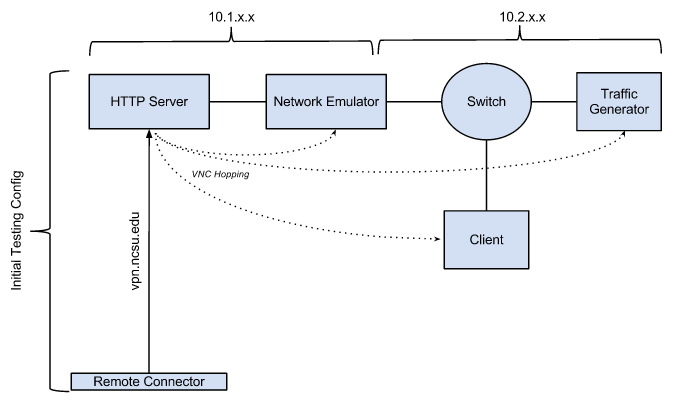 10.1.x.x
10.2.x.x
HTTP Server
Network Emulator
Switch
Traffic
Generator
VNC Hopping
Client
Initial Testing Config
vpn.ncsu.edu
Remote Connector